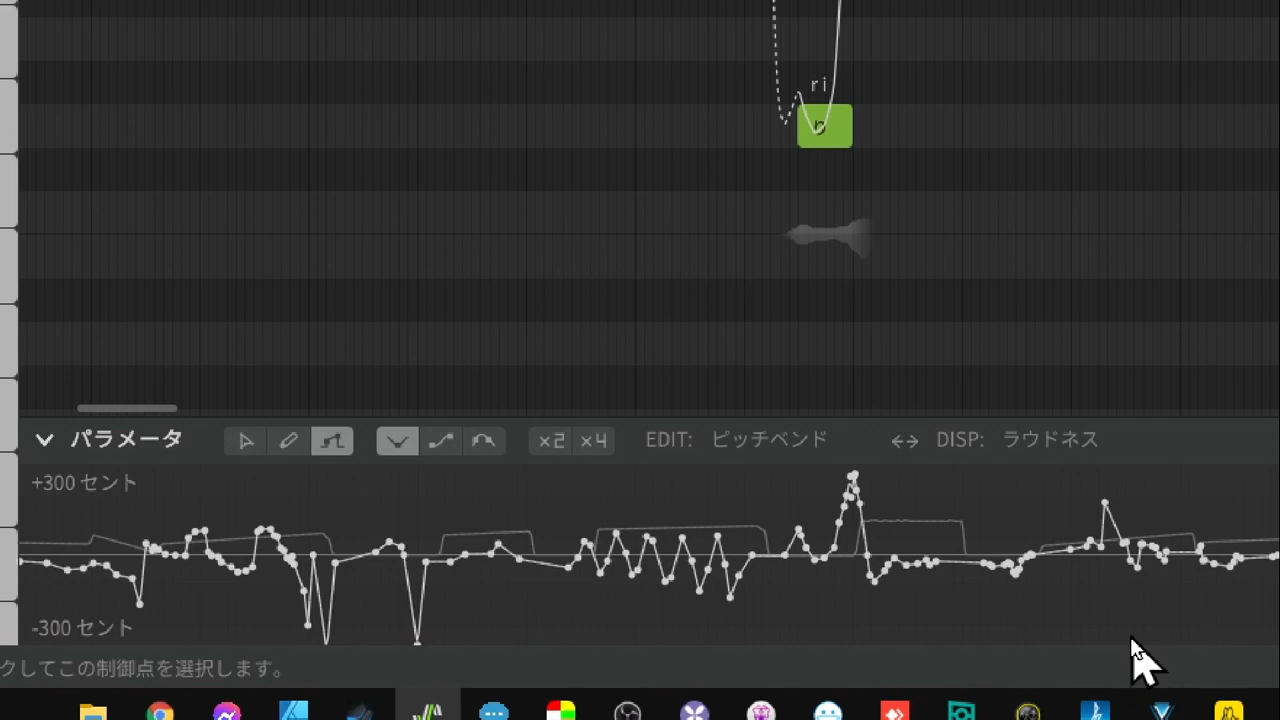 r i
り
パラメータ
×2 ×4
EDIT: ピッチベンド
DISP: ラウドネス
+300 セント
-300 セント
クしてこの制御点を選択します。